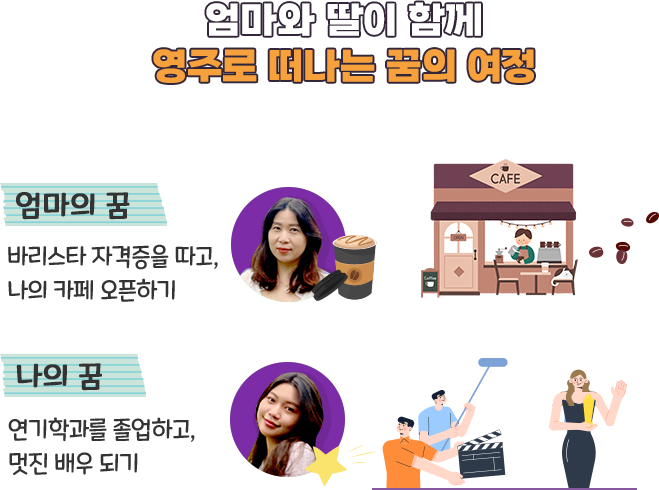 엄마와 딸이 함께
영주로 떠나는 꿈의 여정
CAFE
엄마의 꿈
바리스타 자격증을 따고,
나의 카페 오픈하기
Coffee
나의 꿈
연기학과를 졸업하고,
멋진 배우 되기